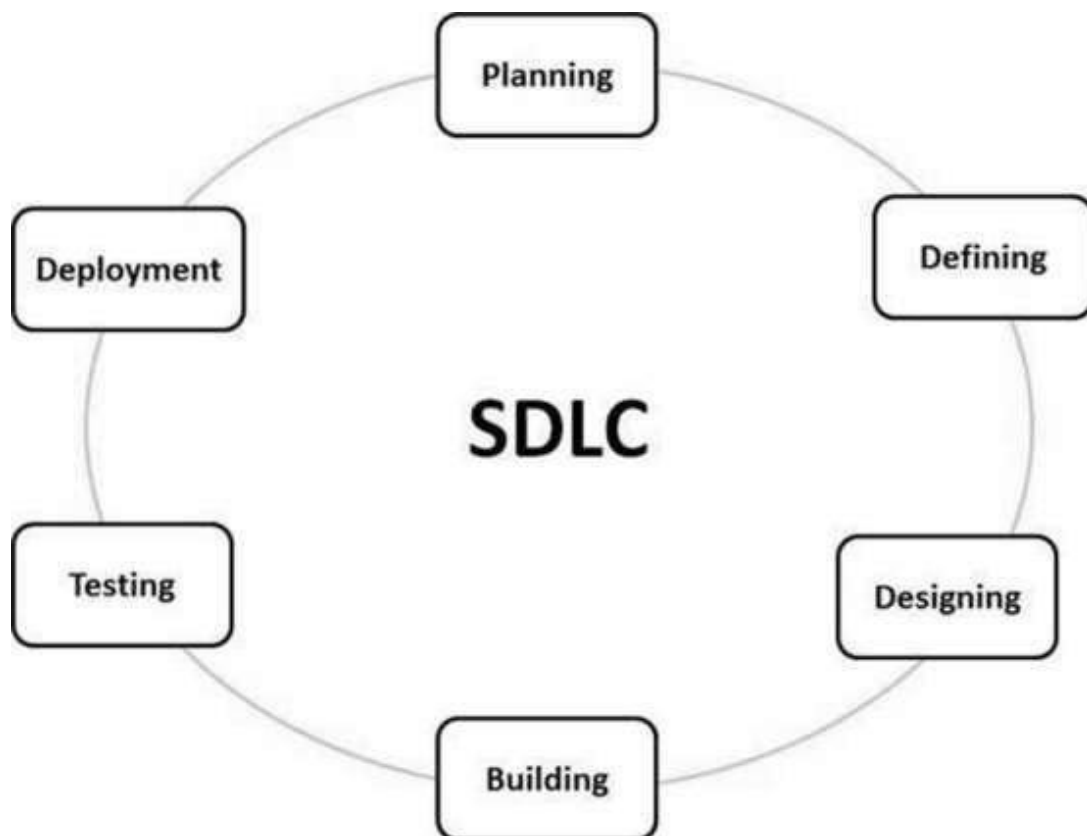 Planning
Defining
Designing
Building
Testing
Deployment
SDLC